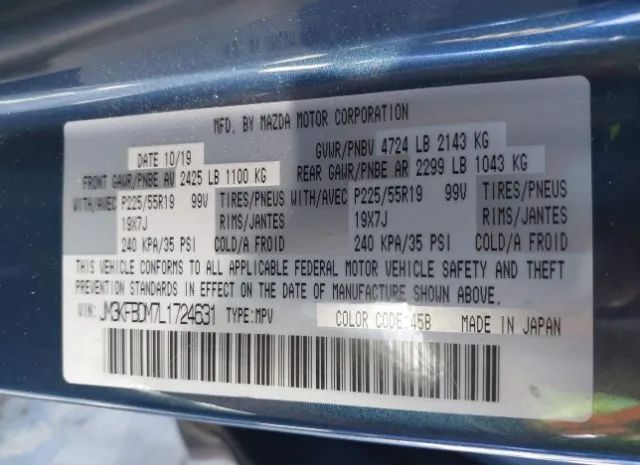 MFD. BY MAZDA MOTOR CORPORATION
DATE 10/19 GVWR/PNBV 4724 LB 2143 KG
FRONT GAWR/PNBE AV 2425 LB 1100 KG REAR GAWR/PNBE AR 2299 LB 1043 KG
WITH/AVEC P225/55R19 99V TIRES/PNEUS WITH/AVEC P225/55R19 99V TIRES/PNEUS
19X7J RIMS/JANTES 19X7J RIMS/JANTES
240 KPA/35 PSI COLD/A FROID 240 KPA/35 PSI COLD/A FROID
THIS VEHICLE CONFORMS TO ALL APPLICABLE FEDERAL MOTOR VEHICLE SAFETY AND THEFT
PREVENTION STANDARDS IN EFFECT ON THE DATE OF MANUFACTURE SHOWN ABOVE.
VIN: JM3KFBDM7L1724631 TYPE:MPV COLOR CODE:45B MADE IN JAPAN